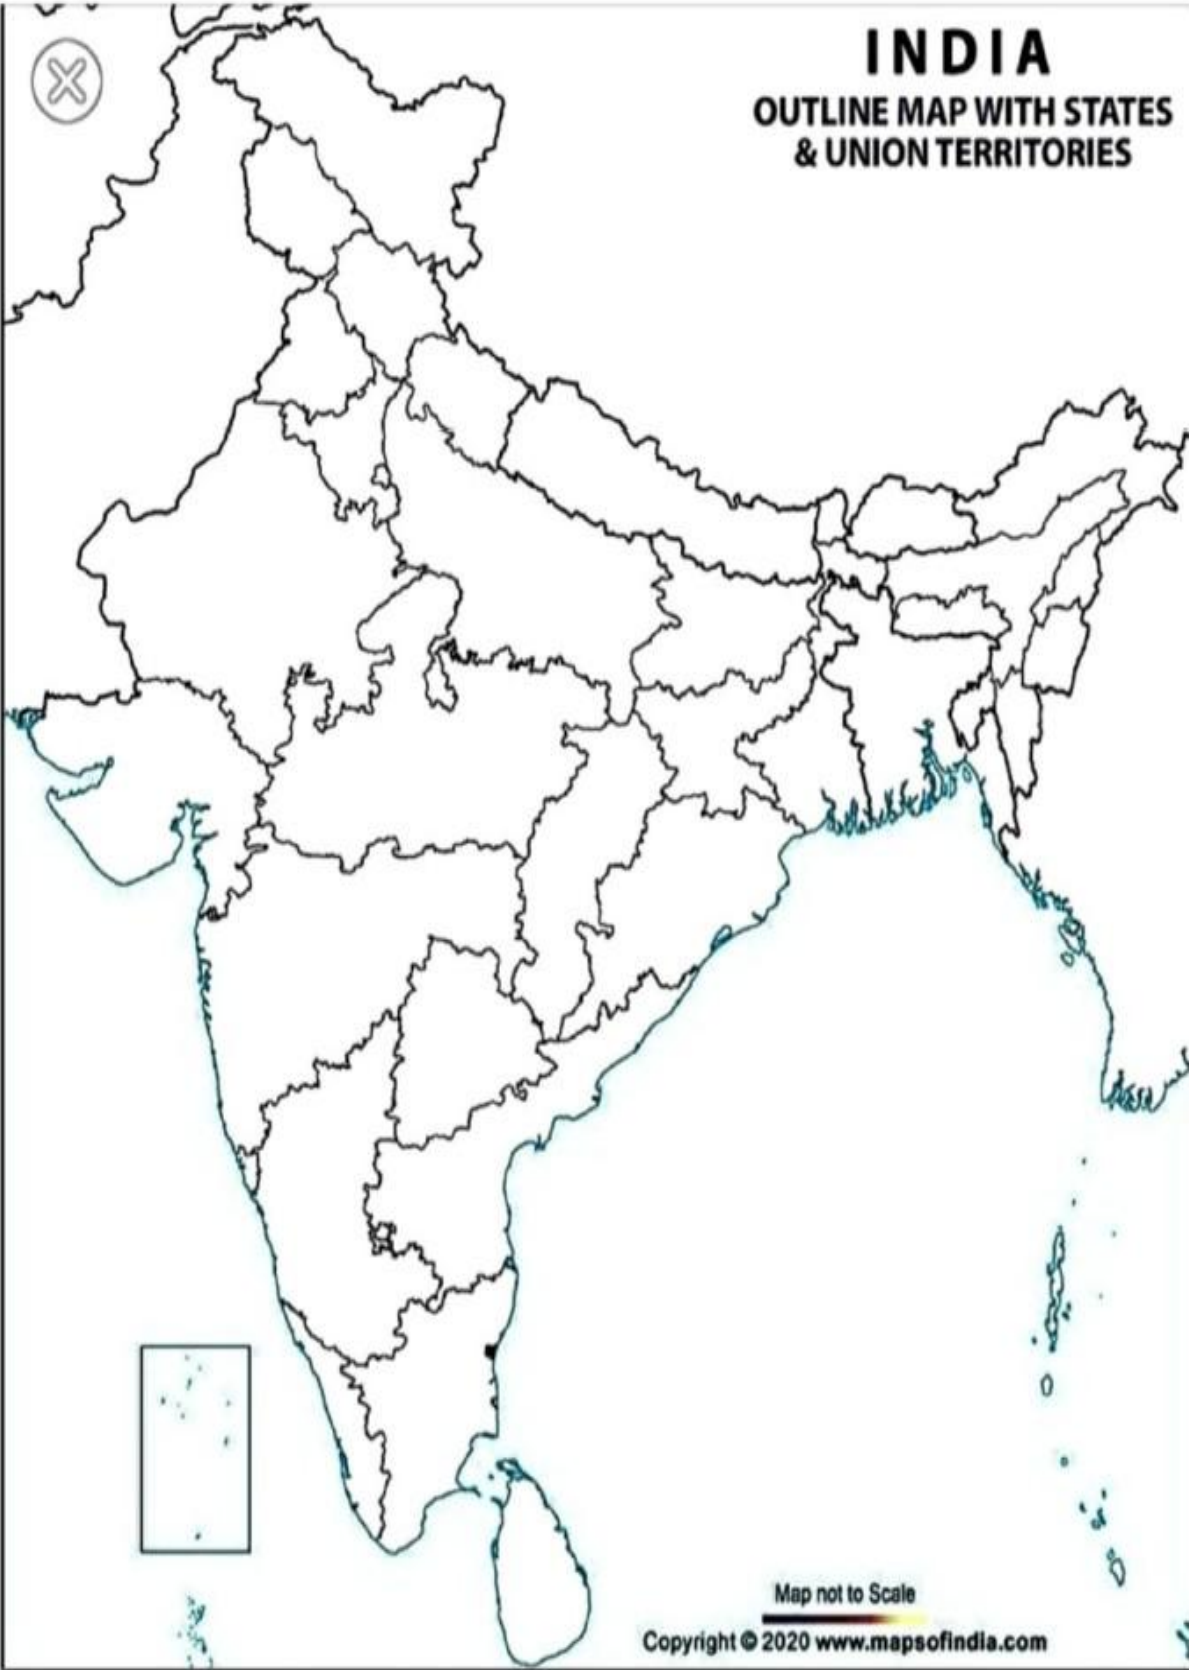 INDIA
OUTLINE MAP WITH STATES
& UNION TERRITORIES
Map not to Scale
Copyright © 2020 www.mapsofindia.com